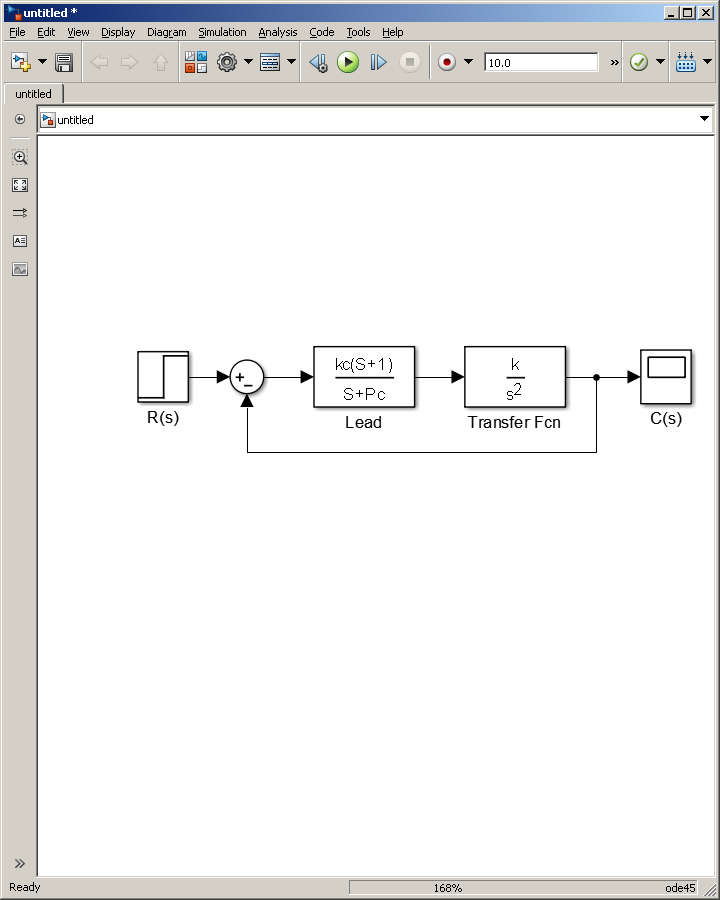 untitled *
File Edit View Display Diagram Simulation Analysis Code Tools Help
10.0 »
untitled
untitled
kc(S+1)
S+Pc
k
s2
+
−
R(s) Lead Transfer Fcn C(s)
Ready 168% ode45